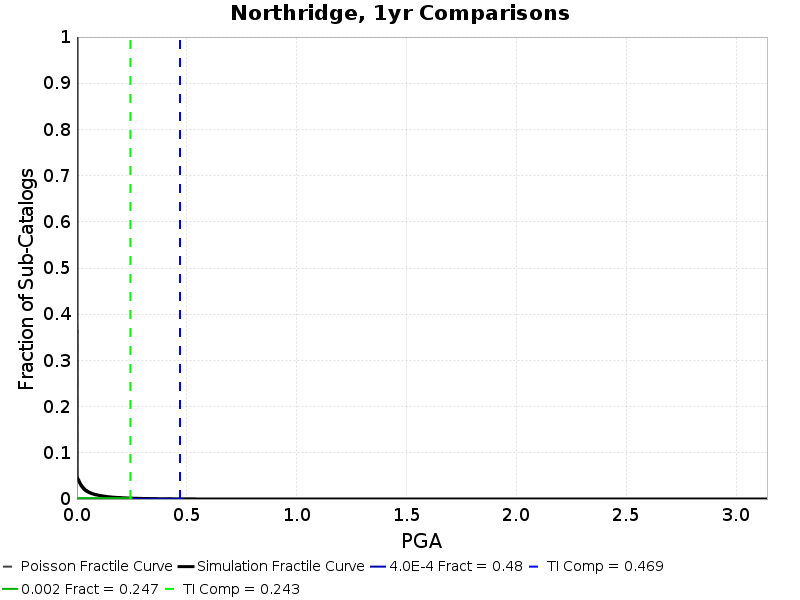 Northridge, 1yr Comparisons
1
0.9
0.8
0.7
0.6
0.5
0.4
0.3
0.2
0.1
0
Fraction of Sub-Catalogs
0.0 0.5 1.0 1.5 2.0 2.5 3.0
PGA
Poisson Fractile Curve Simulation Fractile Curve 4.0E-4 Fract = 0.48 TI Comp = 0.469
0.002 Fract = 0.247 TI Comp = 0.243